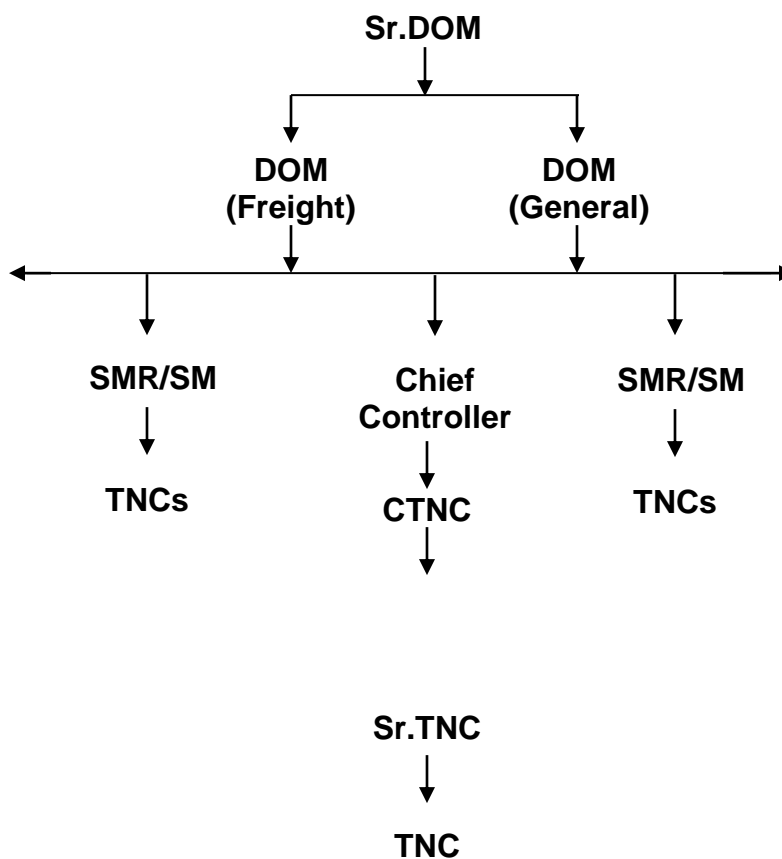 Sr.DOM
DOM
(Freight)
DOM
(General)
SMR/SM
Chief
Controller
SMR/SM
TNCs
CTNC
TNCs
Sr.TNC
TNC